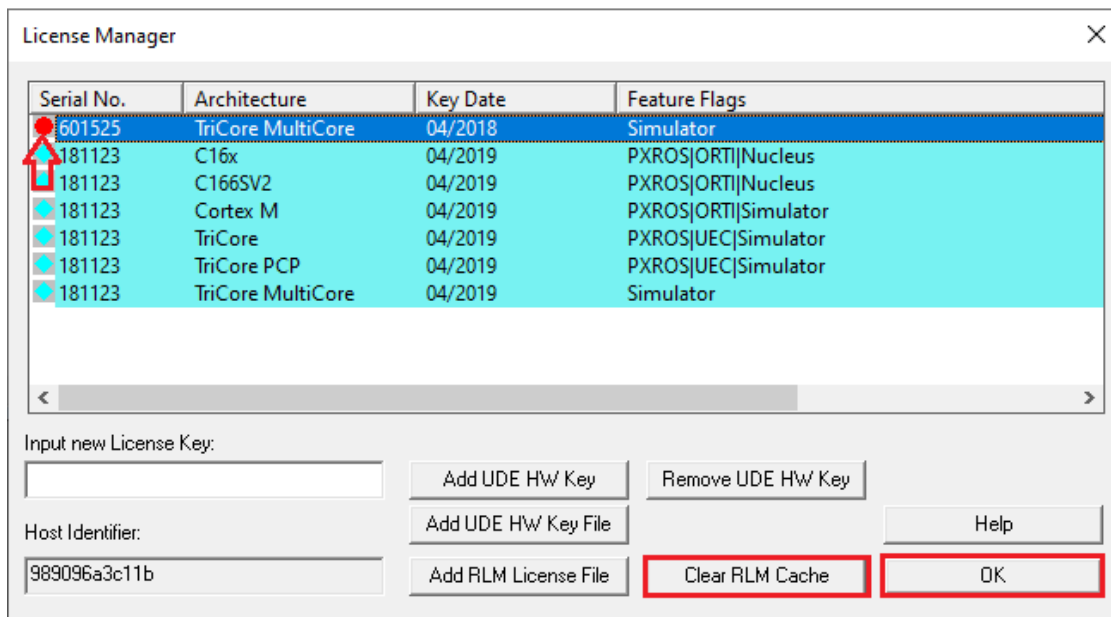 License Manager
Serial No. Architecture Key Date Feature Flags
601525 TriCore MultiCore 04/2018 Simulator
181123 C16x 04/2019 PXROS|ORTI|Nucleus
181123 C166SV2 04/2019 PXROS|ORTI|Nucleus
181123 Cortex M 04/2019 PXROS|ORTI|Simulator
181123 TriCore 04/2019 PXROS|UEC|Simulator
181123 TriCore PCP 04/2019 PXROS|UEC|Simulator
181123 TriCore MultiCore 04/2019 Simulator
Input new License Key:
Add UDE HW Key Remove UDE HW Key
Host Identifier: Add UDE HW Key File Help
989096a3c11b Add RLM License File Clear RLM Cache OK